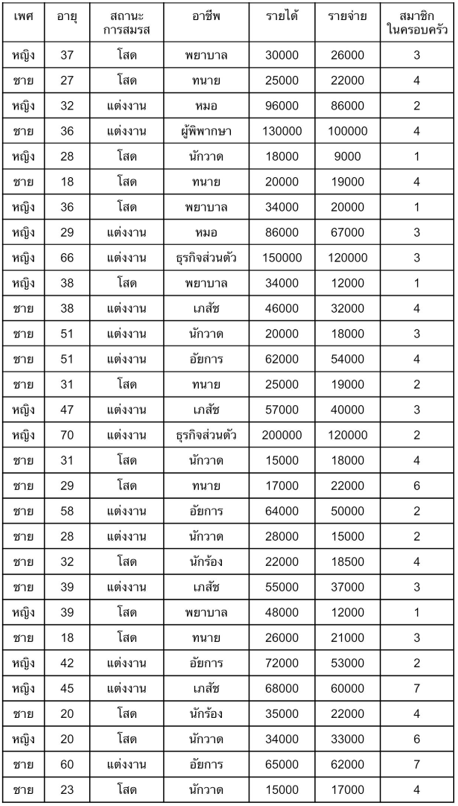 เพศ อายุ สถานะการสมรส อาชีพ รายได้ รายจ่าย สมาชิกในครอบครัว
หญิง 37 โสด พยาบาล 30000 26000 3
ชาย 27 โสด ทนาย 25000 22000 4
หญิง 32 แต่งงาน หมอ 96000 86000 2
ชาย 36 แต่งงาน ผู้พิพากษา 130000 100000 4
หญิง 28 โสด นักวาด 18000 9000 1
ชาย 18 โสด ทนาย 20000 19000 4
หญิง 36 โสด พยาบาล 34000 20000 1
หญิง 29 แต่งงาน หมอ 86000 67000 3
หญิง 66 แต่งงาน ธุรกิจส่วนตัว 150000 120000 3
หญิง 38 โสด พยาบาล 34000 12000 1
ชาย 38 แต่งงาน เภสัช 46000 32000 4
ชาย 51 แต่งงาน นักวาด 20000 18000 3
ชาย 51 แต่งงาน อัยการ 62000 54000 4
ชาย 31 โสด ทนาย 25000 19000 2
หญิง 47 แต่งงาน เภสัช 57000 40000 3
หญิง 70 แต่งงาน ธุรกิจส่วนตัว 200000 120000 2
ชาย 31 โสด นักวาด 15000 18000 4
ชาย 29 โสด ทนาย 17000 22000 6
ชาย 58 แต่งงาน อัยการ 64000 50000 2
ชาย 28 แต่งงาน นักวาด 28000 15000 2
ชาย 32 โสด นักร้อง 22000 18500 4
ชาย 39 แต่งงาน เภสัช 55000 37000 3
หญิง 39 โสด พยาบาล 48000 12000 1
ชาย 18 โสด ทนาย 26000 21000 3
หญิง 42 แต่งงาน อัยการ 72000 53000 2
หญิง 45 แต่งงาน เภสัช 68000 60000 7
ชาย 20 โสด นักร้อง 35000 22000 4
หญิง 20 โสด นักวาด 34000 33000 6
ชาย 60 แต่งงาน อัยการ 65000 62000 7
ชาย 23 โสด นักวาด 15000 17000 4